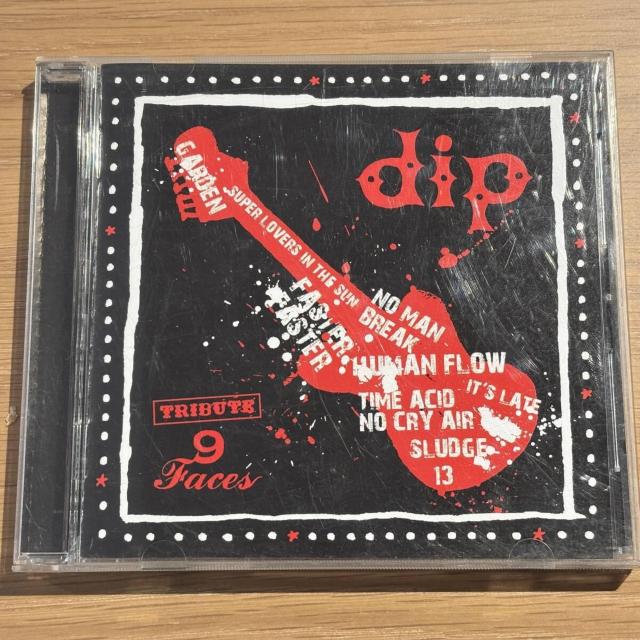 dip
GARDEN
SUPER LOVERS IN THE SUN
FASTER
FASTER
NO MAN
BREAK
HUMAN FLOW
TIME ACID
NO CRY AIR
IT'S LATE
SLUDGE
13
TRIBUTE
9
Faces